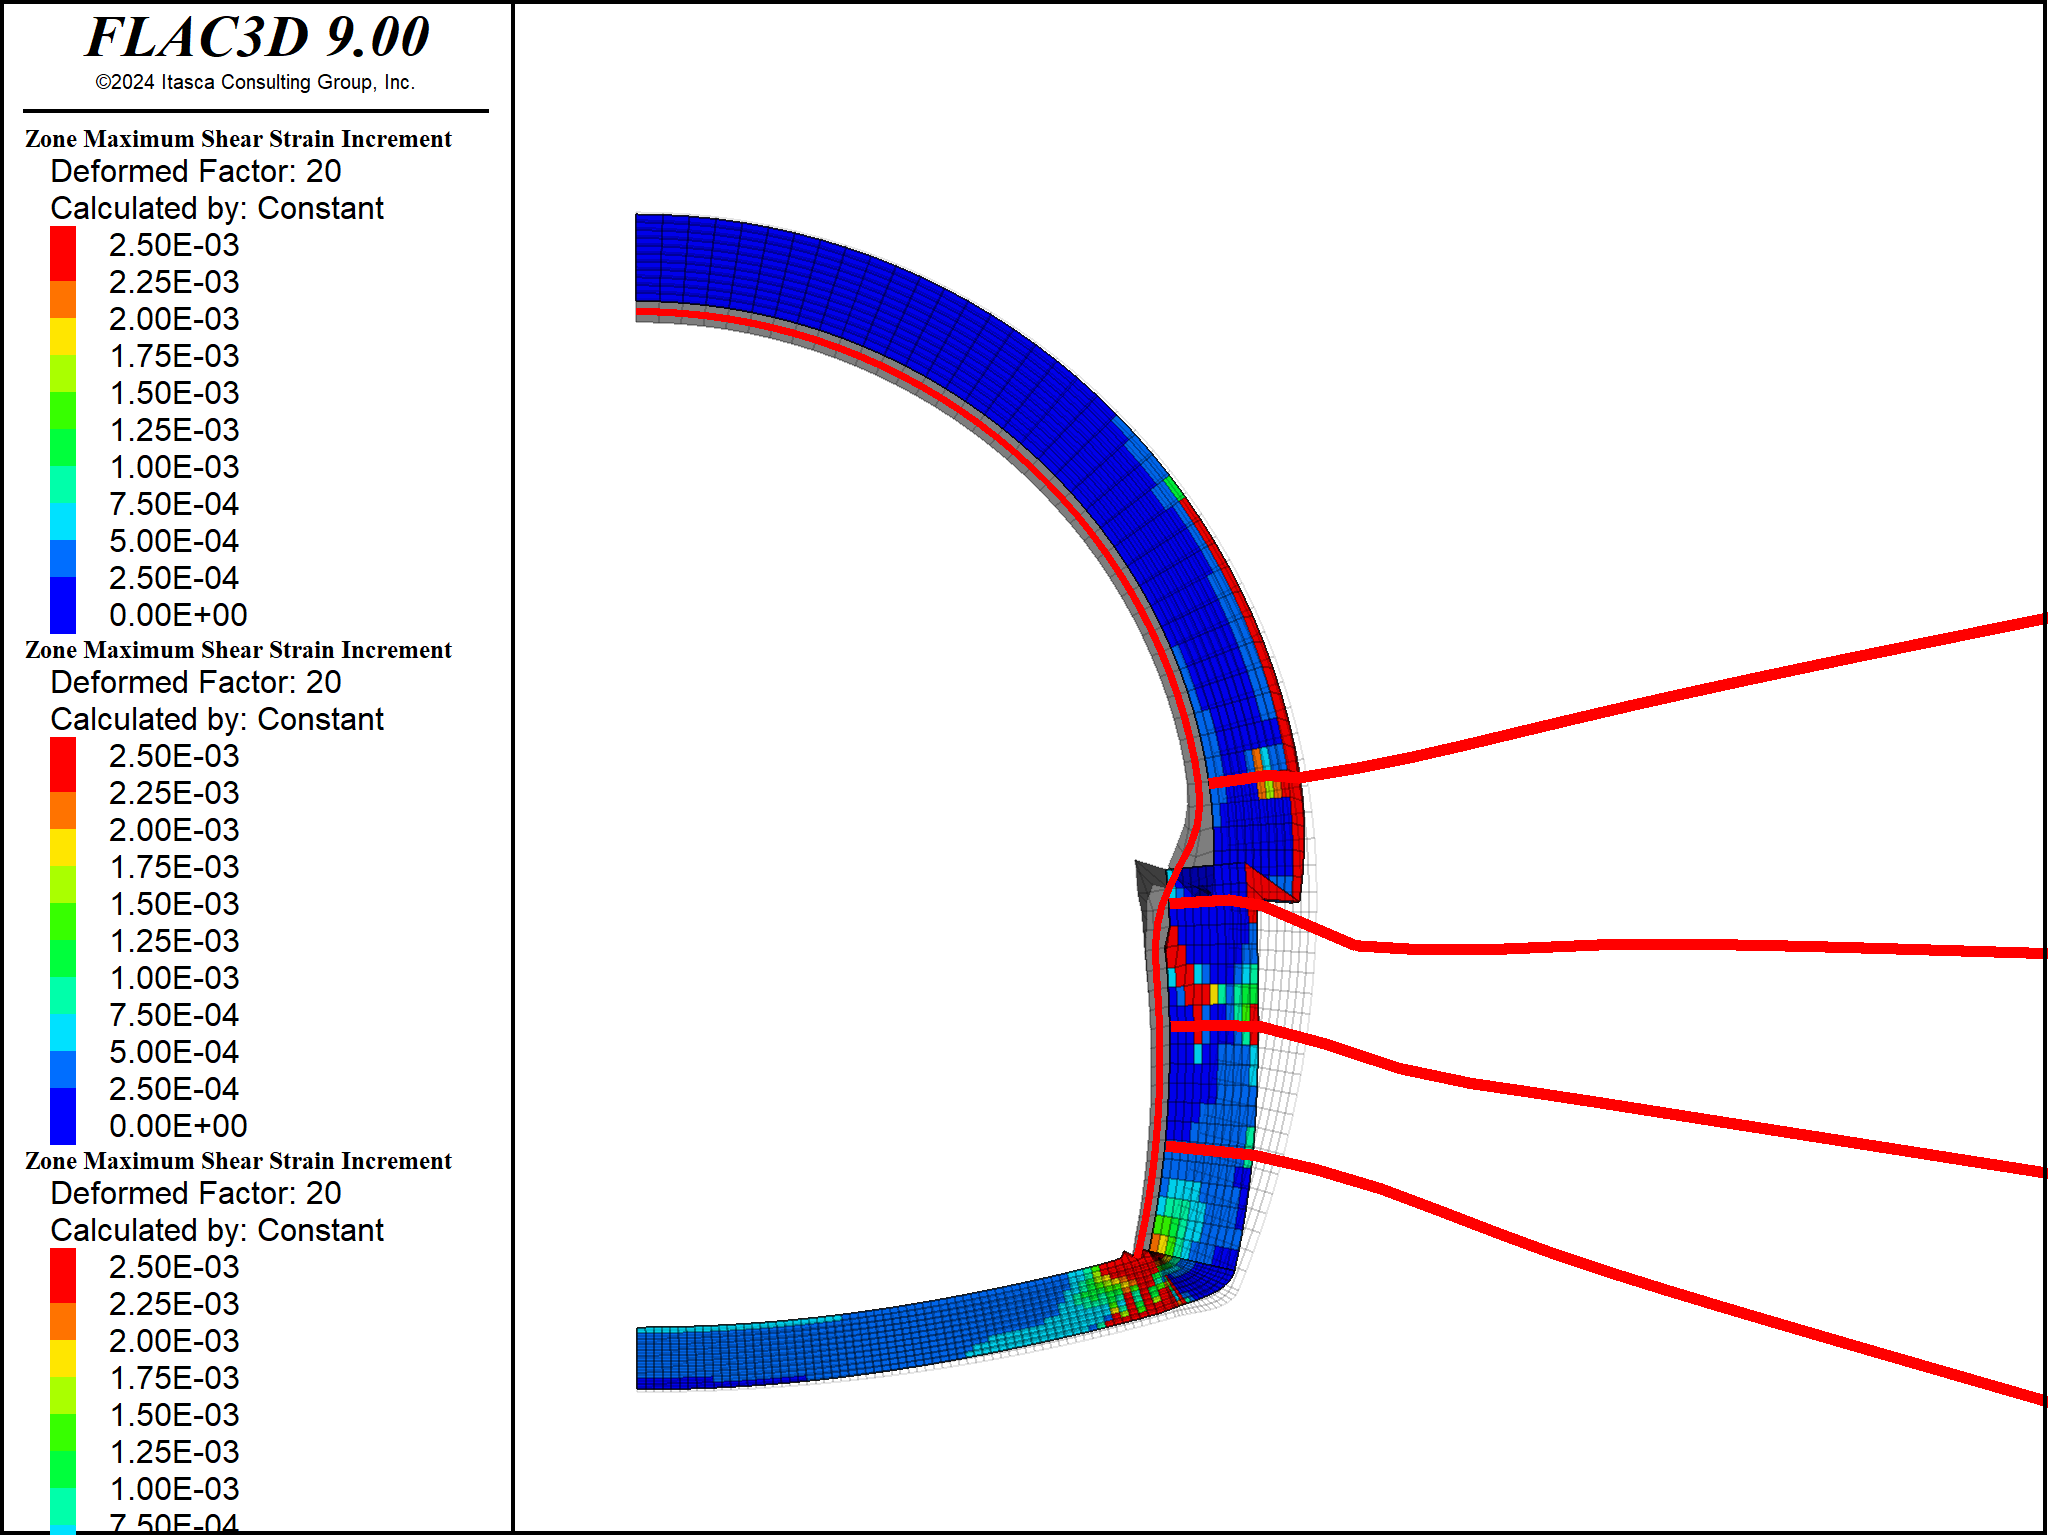 FLAC3D 9.00
©2024 Itasca Consulting Group, Inc.
Zone Maximum Shear Strain Increment
Deformed Factor: 20
Calculated by: Constant
2.50E-03
2.25E-03
2.00E-03
1.75E-03
1.50E-03
1.25E-03
1.00E-03
7.50E-04
5.00E-04
2.50E-04
0.00E+00
Zone Maximum Shear Strain Increment
Deformed Factor: 20
Calculated by: Constant
2.50E-03
2.25E-03
2.00E-03
1.75E-03
1.50E-03
1.25E-03
1.00E-03
7.50E-04
5.00E-04
2.50E-04
0.00E+00
Zone Maximum Shear Strain Increment
Deformed Factor: 20
Calculated by: Constant
2.50E-03
2.25E-03
2.00E-03
1.75E-03
1.50E-03
1.25E-03
1.00E-03
7.50E-04